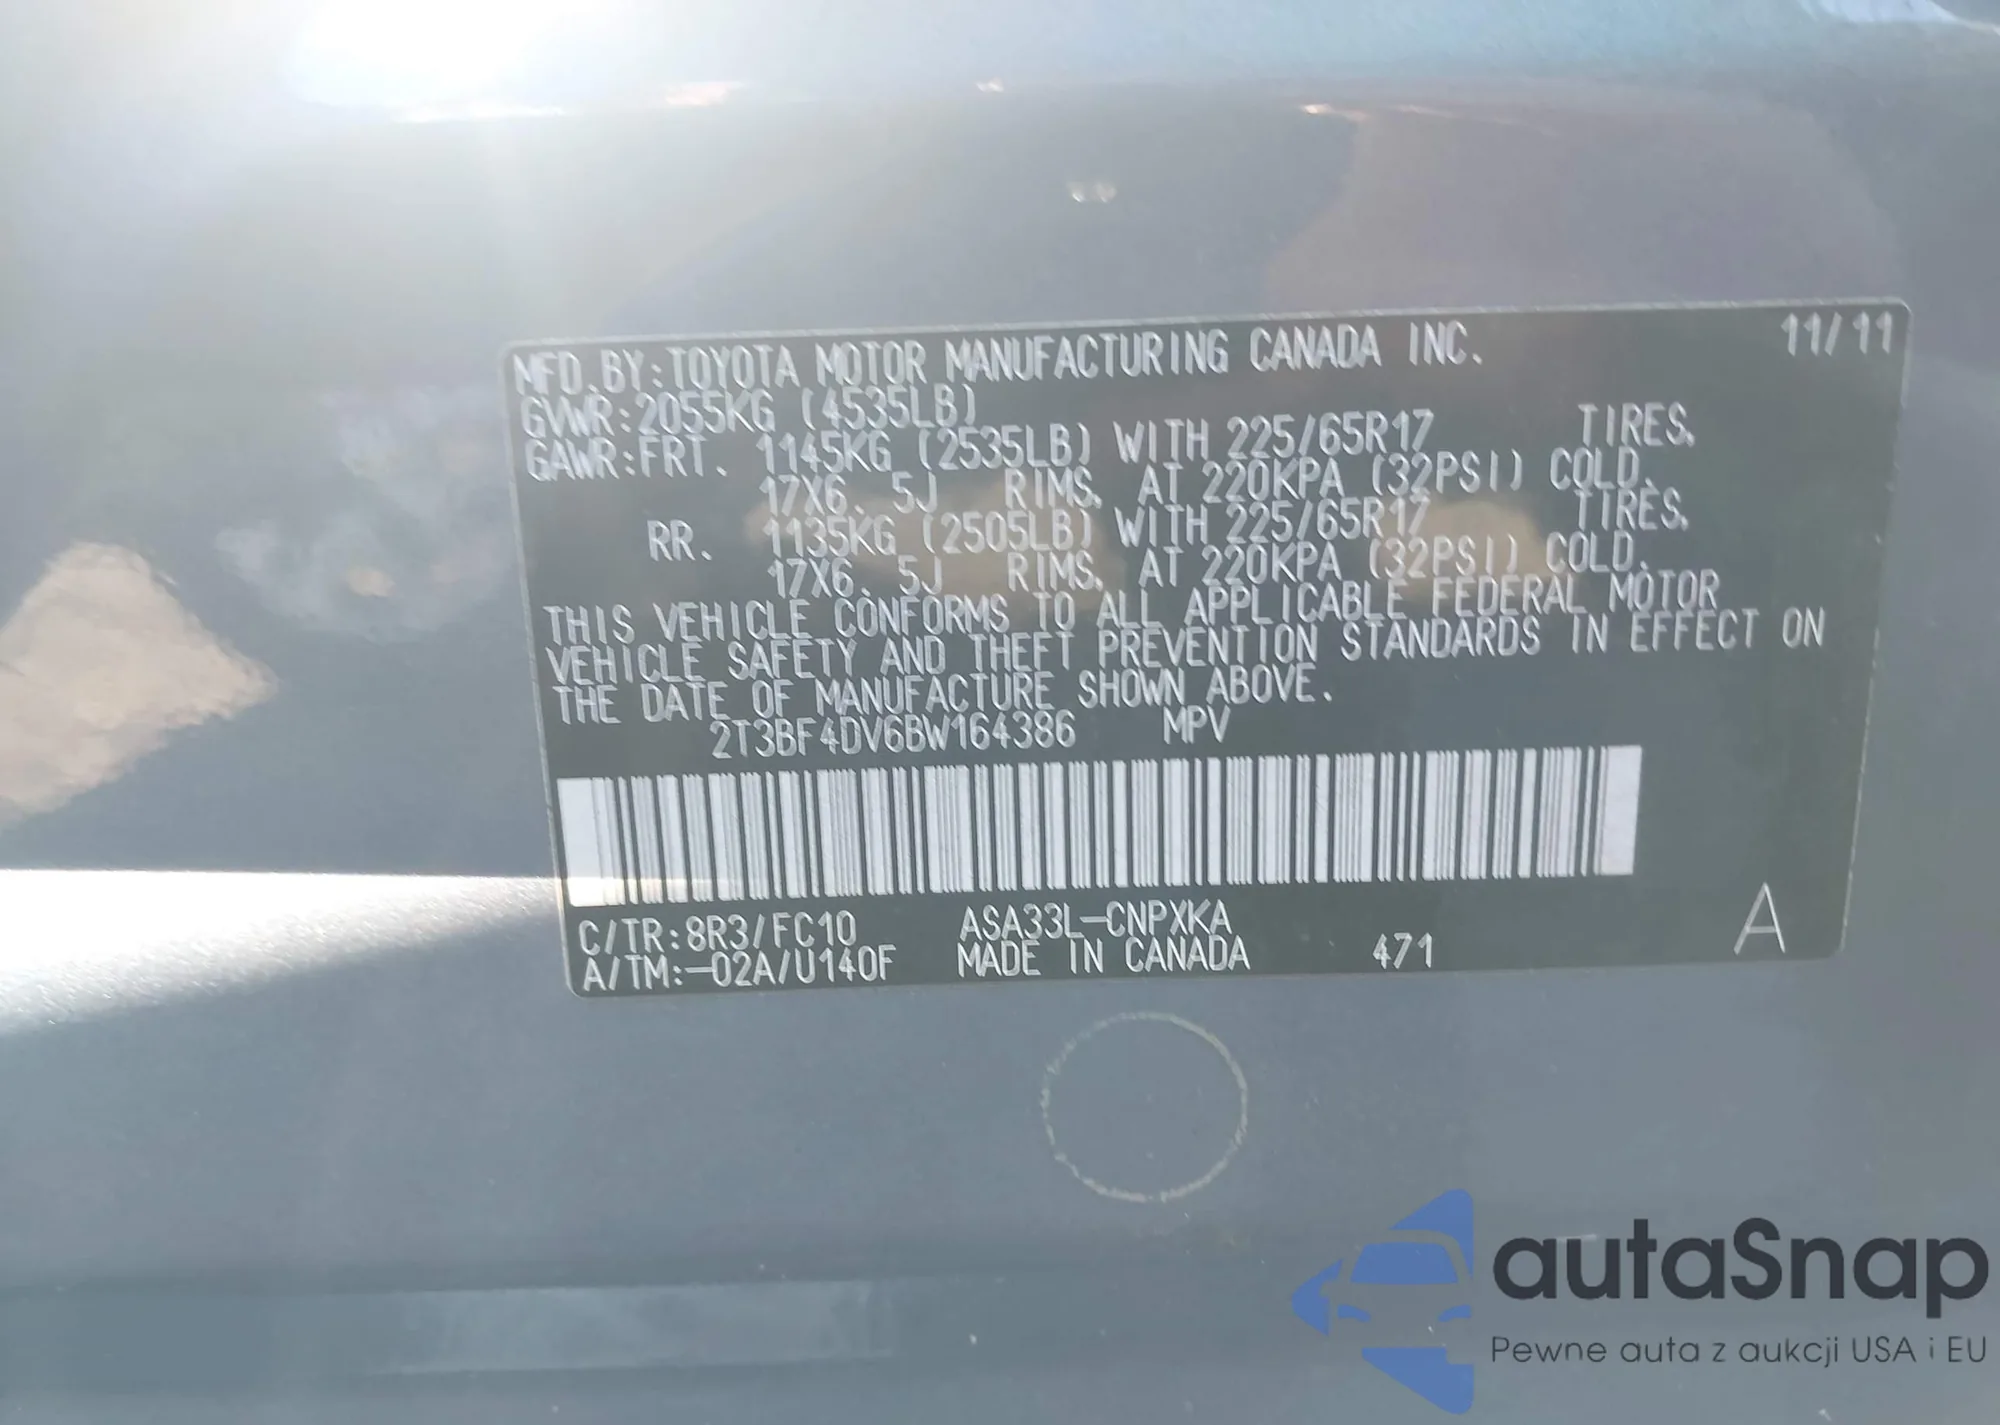 MFD. BY: TOYOTA MOTOR MANUFACTURING CANADA INC. 11/11
GVWR: 2055KG (4535LB)
GAWR: FRT. 1145KG (2535LB) WITH 225/65R17 TIRES,
17X6. 5J RIMS, AT 220KPA (32PSI) COLD.
RR. 1135KG (2505LB) WITH 225/65R17 TIRES,
17X6. 5J RIMS, AT 220KPA (32PSI) COLD.
THIS VEHICLE CONFORMS TO ALL APPLICABLE FEDERAL MOTOR
VEHICLE SAFETY AND THEFT PREVENTION STANDARDS IN EFFECT ON
THE DATE OF MANUFACTURE SHOWN ABOVE.
2T3BF4DV6BW164386 MPV
C/TR: 8R3/FC10 ASA33L-CNPXKA A
A/TM: -02A/U140F MADE IN CANADA 471
autaSnap
Pewne auta z aukcji USA i EU